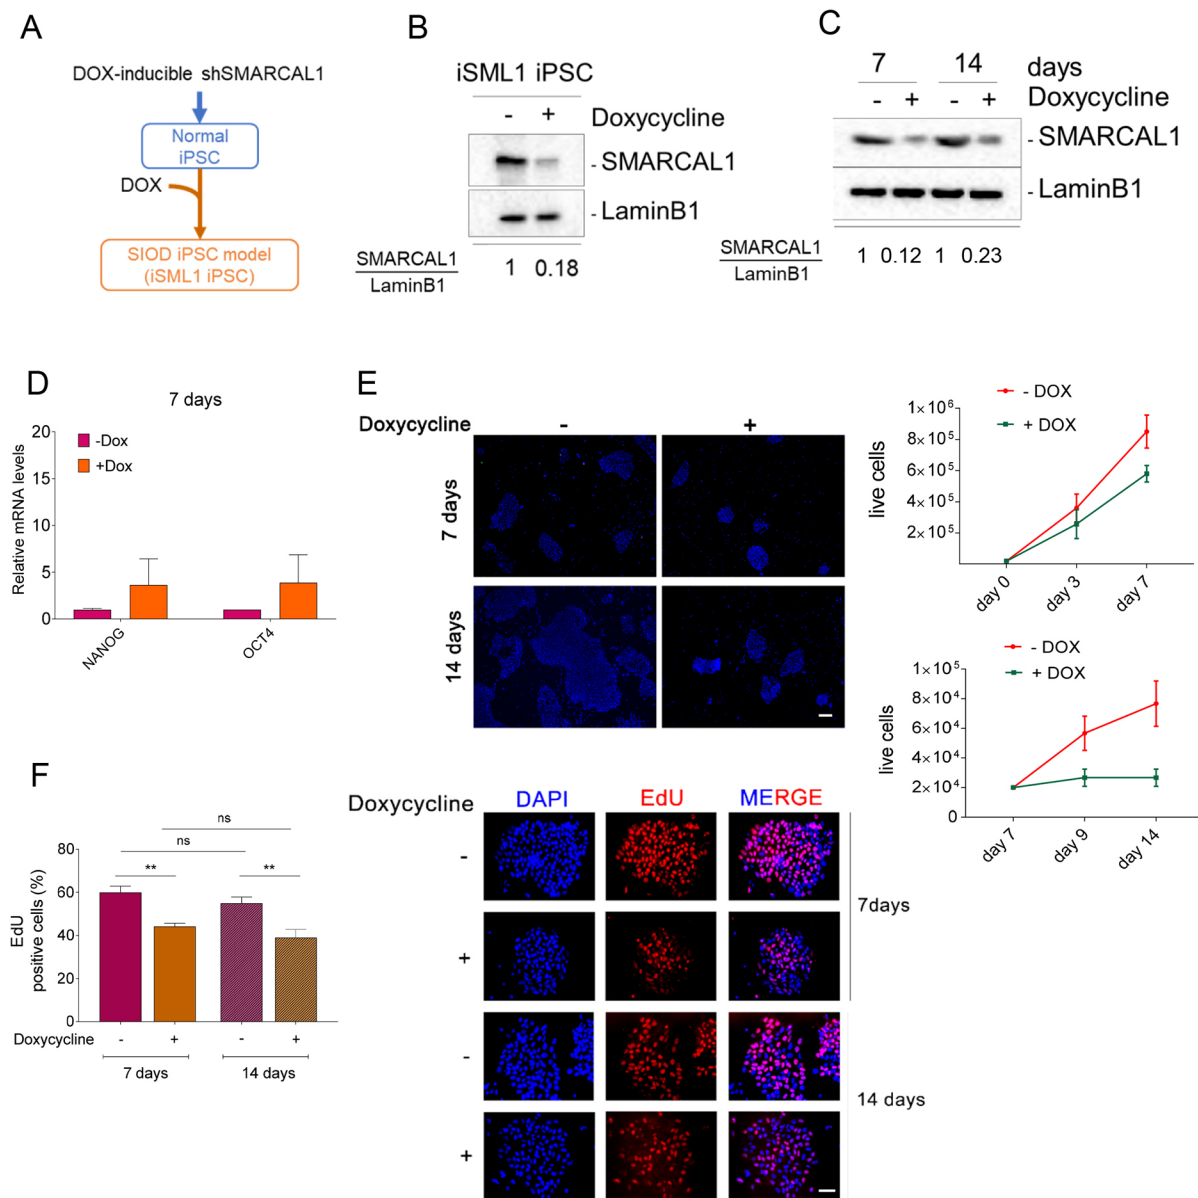 A
DOX-inducible shSMARCAL1
Normal
iPSC
DOX
SIOD iPSC model
(iSML1 iPSC)
B
iSML1 iPSC
- + Doxycycline
- SMARCAL1
- LaminB1
SMARCAL1
LaminB1
1 0.18
C
7 14 days
- + - + Doxycycline
- SMARCAL1
- LaminB1
SMARCAL1
LaminB1
1 0.12 1 0.23
D
7 days
-Dox
+Dox
Relative mRNA levels
20
15
10
5
0
NANOG
OCT4
E
Doxycycline - +
7 days
14 days
- DOX
+ DOX
live cells
1×10⁶
8×10⁵
6×10⁵
4×10⁵
2×10⁵
day 0
day 3
day 7
- DOX
+ DOX
live cells
1×10⁵
8×10⁴
6×10⁴
4×10⁴
2×10⁴
0
day 7
day 9
day 14
F
EdU
positive cells (%)
80
60
40
20
0
ns
ns
** **
Doxycycline - + - +
7 days 14 days
Doxycycline DAPI EdU MERGE
-
+
7days
-
+
14 days